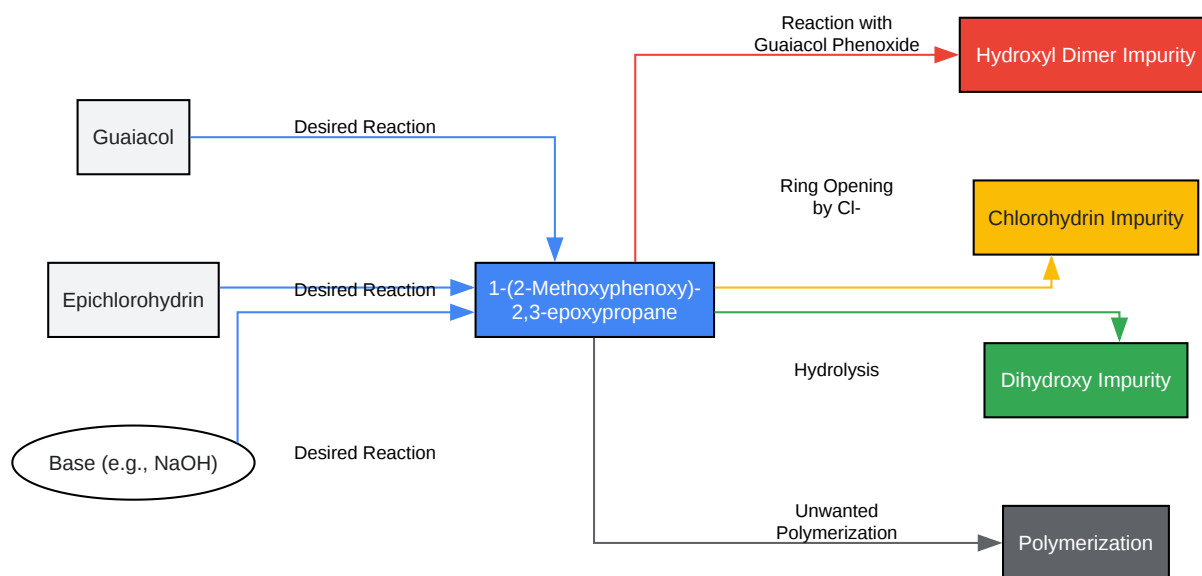 Reaction with
Guaiacol Phenoxide
Hydroxyl Dimer Impurity
Guaiacol
Desired Reaction
Ring Opening
by Cl-
Chlorohydrin Impurity
Epichlorohydrin
Desired Reaction
1-(2-Methoxyphenoxy)-
2,3-epoxypropane
Hydrolysis
Dihydroxy Impurity
Base (e.g., NaOH)
Desired Reaction
Unwanted
Polymerization
Polymerization